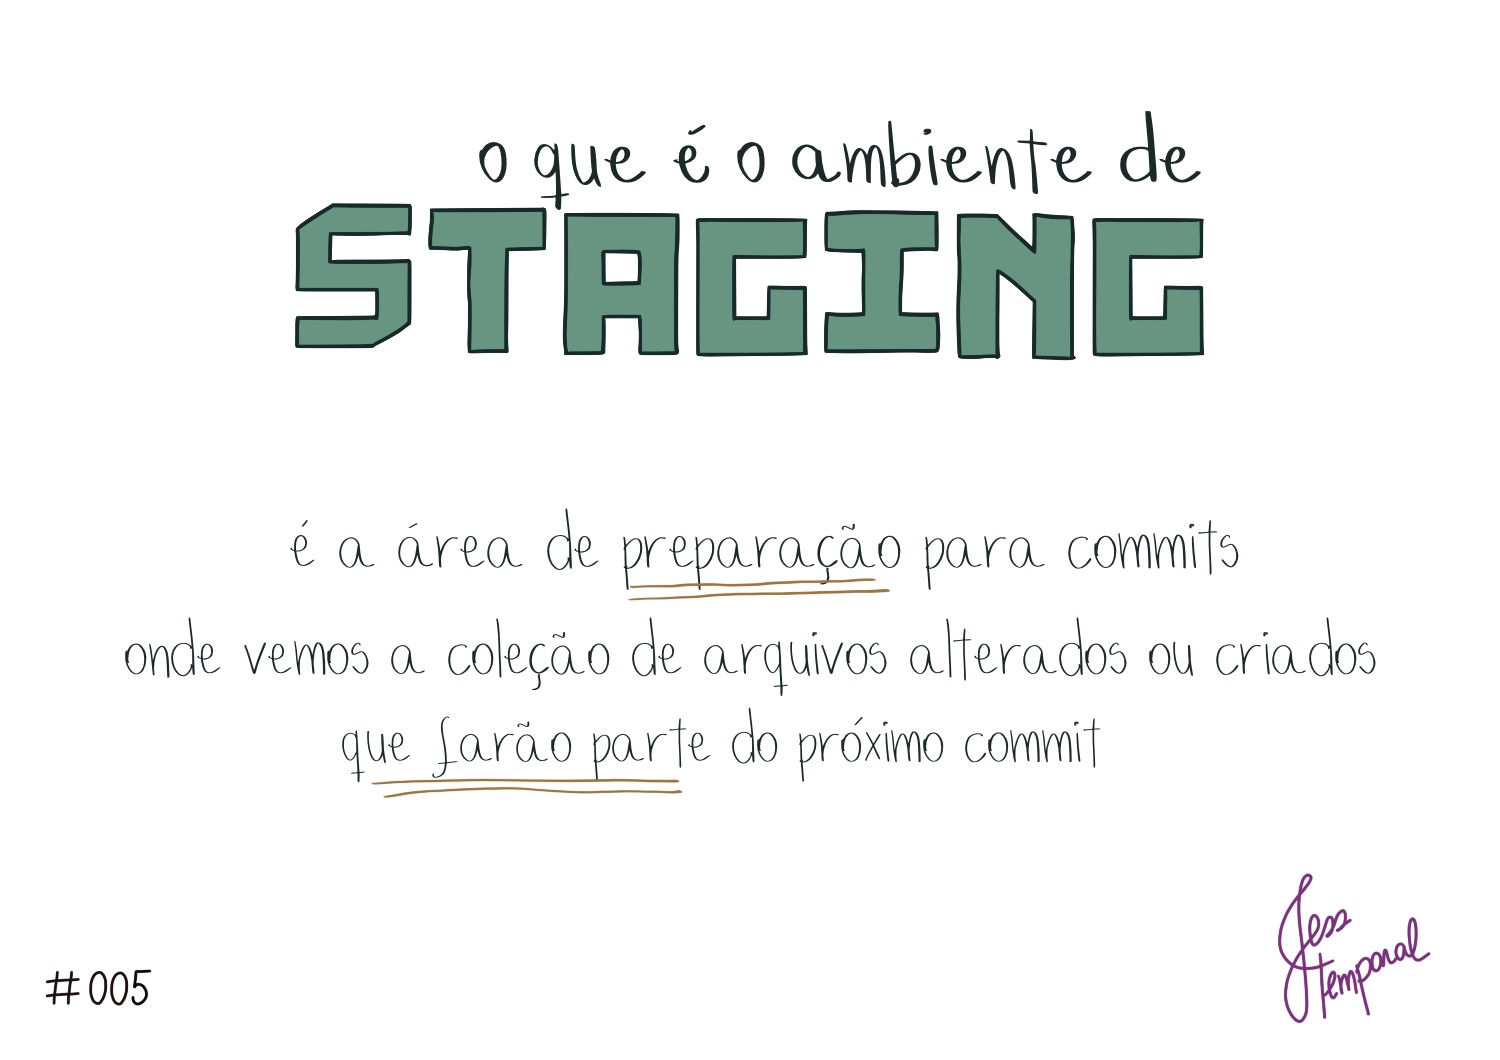 o que é o ambiente de
STAGING
é a área de preparação para commits
onde vemos a coleção de arquivos alterados ou criados
que farão parte do próximo commit
#005
Jess
temporal